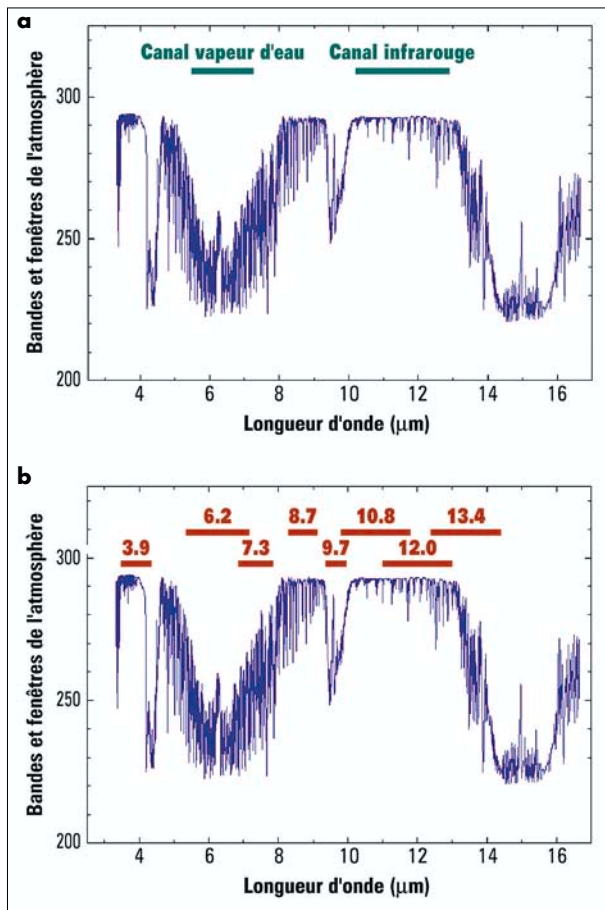 a
Canal vapeur d'eau Canal infrarouge
Bandes et fenêtres de l'atmosphère
300
250
200
4 6 8 10 12 14 16
Longueur d'onde (µm)
b
6.2 8.7 10.8 13.4
3.9 7.3 9.7 12.0
Bandes et fenêtres de l'atmosphère
300
250
200
4 6 8 10 12 14 16
Longueur d'onde (µm)